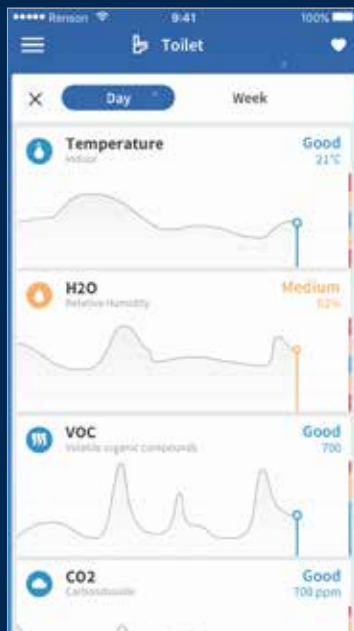 Renson 9:41 100%
Toilet
Day Week
Temperature Good
Indoor 21°C
H2O Medium
Relative Humidity
VOC Good
Volatile organic compounds 700
CO2 Good
Carbondioxide 700 ppm